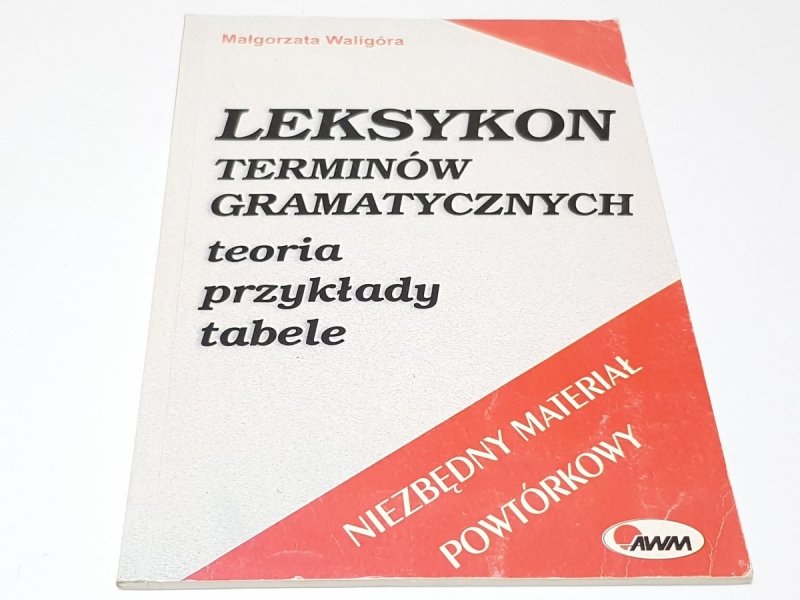 Małgorzata Waligóra
LEKSYKON
TERMINÓW
GRAMATYCZNYCH
teoria
przykłady
tabele
NIEZBĘDNY MATERIAŁ
POWTÓRKOWY
AWM